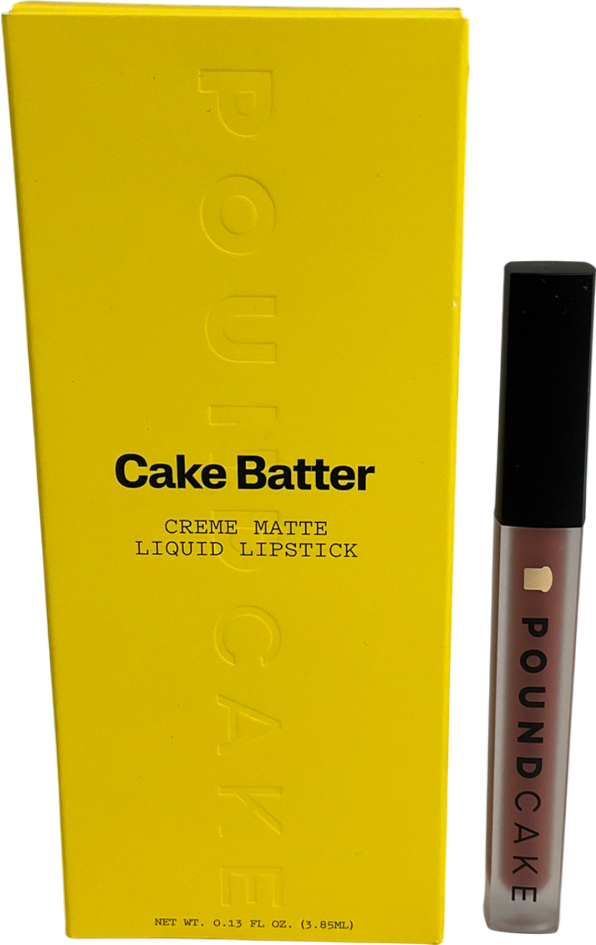 POUNDCAKE
Cake Batter
CREME MATTE
LIQUID LIPSTICK
NET WT. 0.13 FL OZ. (3.85ML)
POUNDCAKE